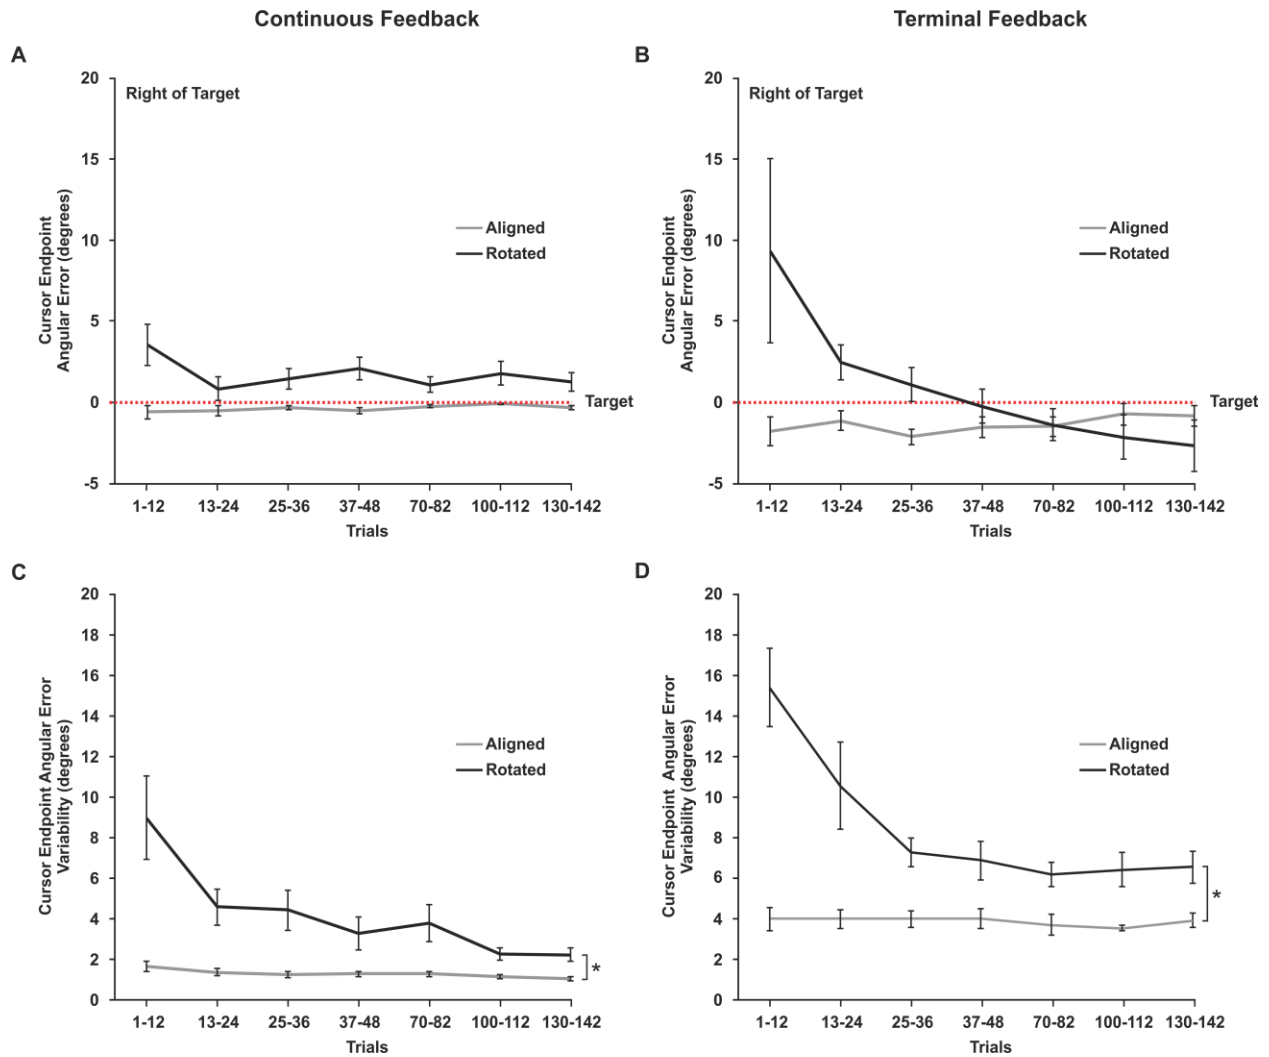 Continuous Feedback
Terminal Feedback
A
20
15
10
5
0
-5
Cursor Endpoint
Angular Error (degrees)
Right of Target
Aligned
Rotated
Target
1-12 13-24 25-36 37-48 70-82 100-112 130-142
Trials
B
20
15
10
5
0
-5
Cursor Endpoint
Angular Error (degrees)
Right of Target
Aligned
Rotated
Target
1-12 13-24 25-36 37-48 70-82 100-112 130-142
Trials
C
20
18
16
14
12
10
8
6
4
2
0
Cursor Endpoint Angular Error
Variability (degrees)
Aligned
Rotated
*
1-12 13-24 25-36 37-48 70-82 100-112 130-142
Trials
D
20
18
16
14
12
10
8
6
4
2
0
Cursor Endpoint Angular Error
Variability (degrees)
Aligned
Rotated
*
1-12 13-24 25-36 37-48 70-82 100-112 130-142
Trials